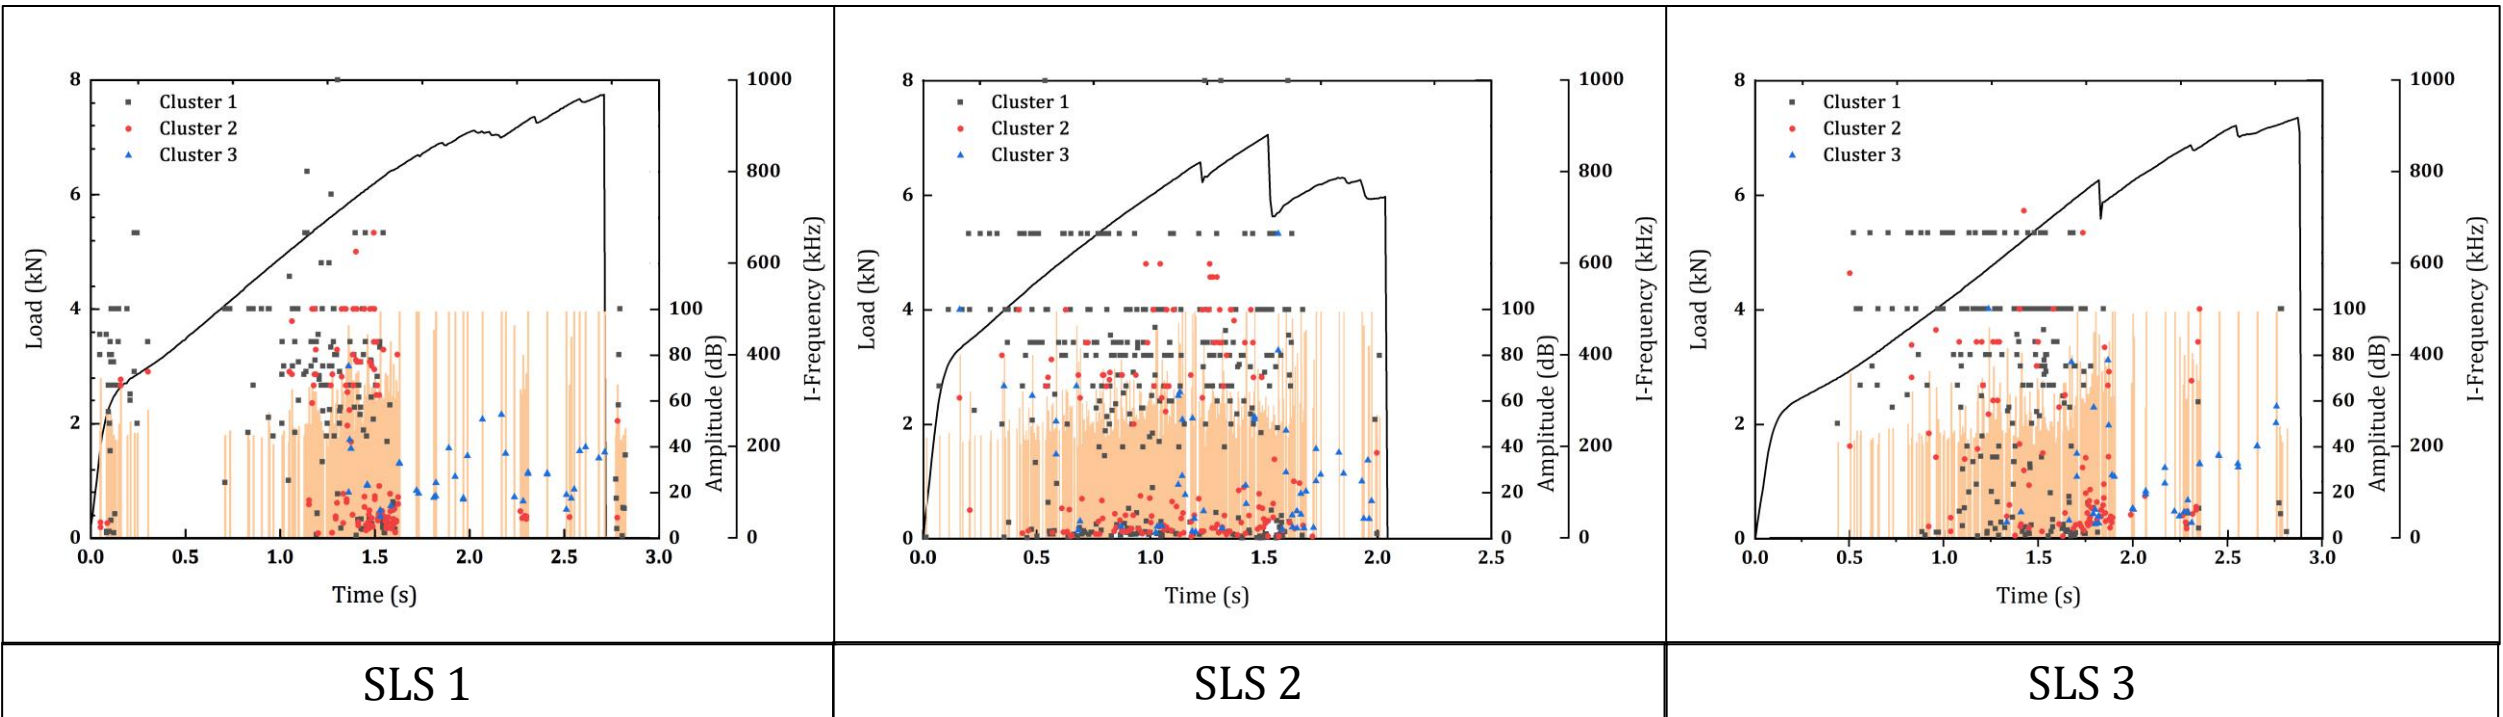 8
6
4
2
0
Load (kN)
Cluster 1
Cluster 2
Cluster 3
0.0
0.5
1.0
1.5
2.0
2.5
3.0
Time (s)
100
80
60
40
20
0
Amplitude (dB)
1000
800
600
400
200
0
I-Frequency (kHz)
8
6
4
2
0
Load (kN)
Cluster 1
Cluster 2
Cluster 3
0.0
0.5
1.0
1.5
2.0
2.5
Time (s)
100
80
60
40
20
0
Amplitude (dB)
1000
800
600
400
200
0
I-Frequency (kHz)
8
6
4
2
0
Load (kN)
Cluster 1
Cluster 2
Cluster 3
0.0
0.5
1.0
1.5
2.0
2.5
3.0
Time (s)
100
80
60
40
20
0
Amplitude (dB)
1000
800
600
400
200
0
I-Frequency (kHz)
SLS 1
SLS 2
SLS 3